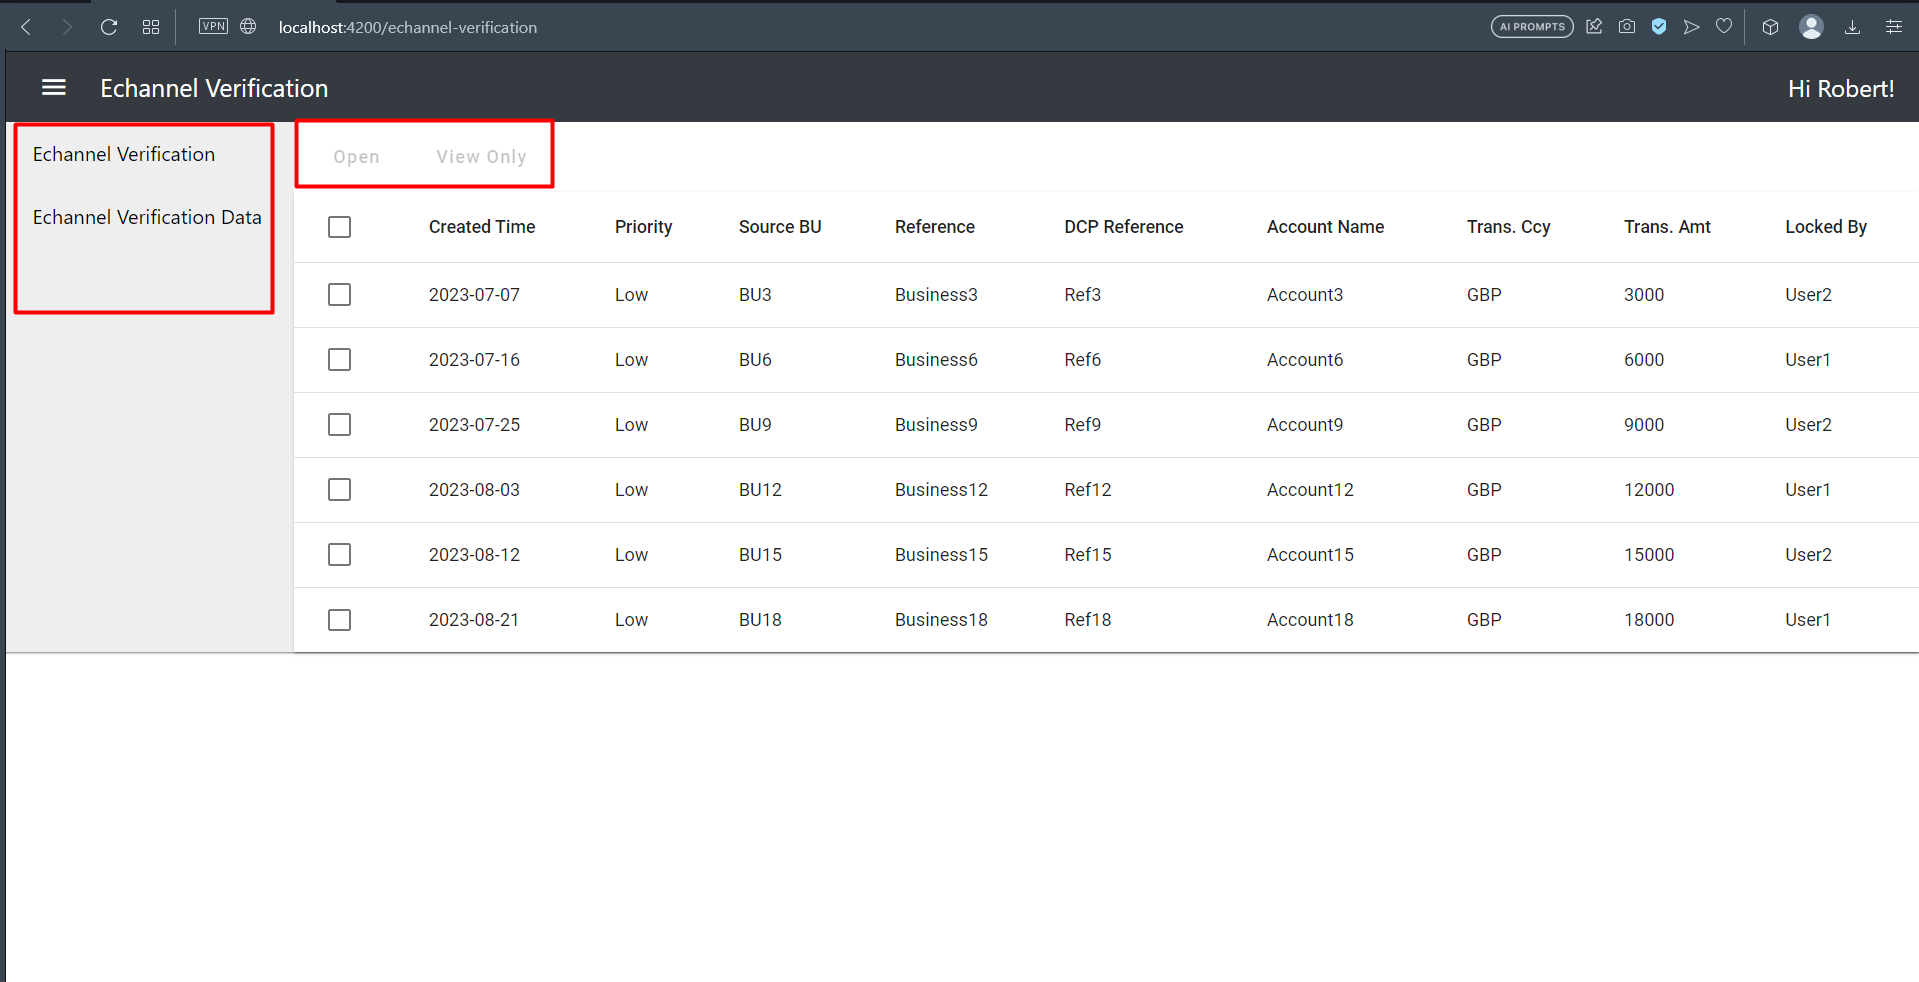 VPN localhost:4200/echannel-verification AI PROMPTS
Echannel Verification Hi Robert!
Echannel Verification
Echannel Verification Data
Open View Only
Created Time Priority Source BU Reference DCP Reference Account Name Trans. Ccy Trans. Amt Locked By
2023-07-07 Low BU3 Business3 Ref3 Account3 GBP 3000 User2
2023-07-16 Low BU6 Business6 Ref6 Account6 GBP 6000 User1
2023-07-25 Low BU9 Business9 Ref9 Account9 GBP 9000 User2
2023-08-03 Low BU12 Business12 Ref12 Account12 GBP 12000 User1
2023-08-12 Low BU15 Business15 Ref15 Account15 GBP 15000 User2
2023-08-21 Low BU18 Business18 Ref18 Account18 GBP 18000 User1